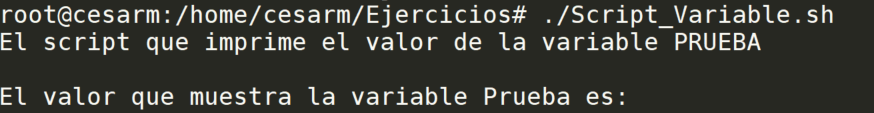 root@cesarm:/home/cesarm/Ejercicios# ./Script_Variable.sh
El script que imprime el valor de la variable PRUEBA
El valor que muestra la variable Prueba es: